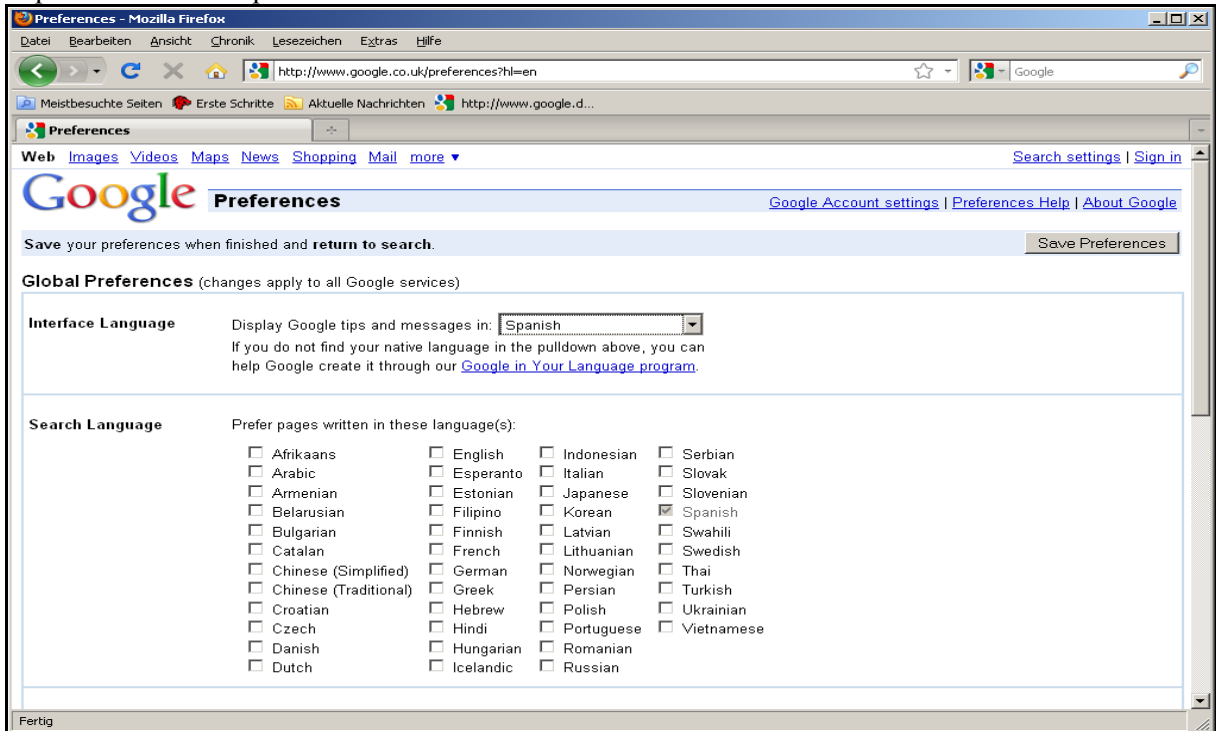 Preferences - Mozilla Firefox
Datei Bearbeiten Ansicht Chronik Lesezeichen Extras Hilfe
http://www.google.co.uk/preferences?hl=en Google
Meistbesuchte Seiten Erste Schritte Aktuelle Nachrichten http://www.google.d...
Preferences
Web Images Videos Maps News Shopping Mail more ▼ Search settings | Sign in
Google Preferences Google Account settings | Preferences Help | About Google
Save your preferences when finished and return to search. Save Preferences
Global Preferences (changes apply to all Google services)
Interface Language Display Google tips and messages in: Spanish
If you do not find your native language in the pulldown above, you can
help Google create it through our Google in Your Language program.
Search Language Prefer pages written in these language(s):
Afrikaans English Indonesian Serbian
Arabic Esperanto Italian Slovak
Armenian Estonian Japanese Slovenian
Belarusian Filipino Korean Spanish
Bulgarian Finnish Latvian Swahili
Catalan French Lithuanian Swedish
Chinese (Simplified) German Norwegian Thai
Chinese (Traditional) Greek Persian Turkish
Croatian Hebrew Polish Ukrainian
Czech Hindi Portuguese Vietnamese
Danish Hungarian Romanian
Dutch Icelandic Russian
Fertig